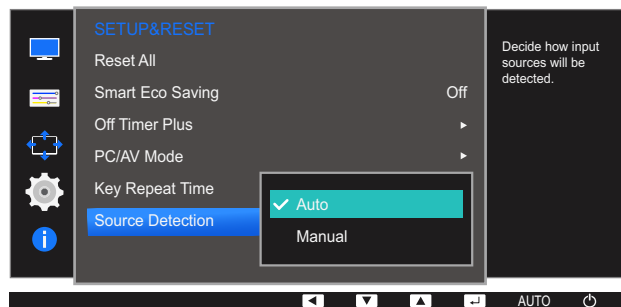 SETUP&RESET
Reset All
Smart Eco Saving Off
Off Timer Plus
PC/AV Mode
Key Repeat Time
Source Detection
Auto
Manual
Decide how input
sources will be
detected.
AUTO